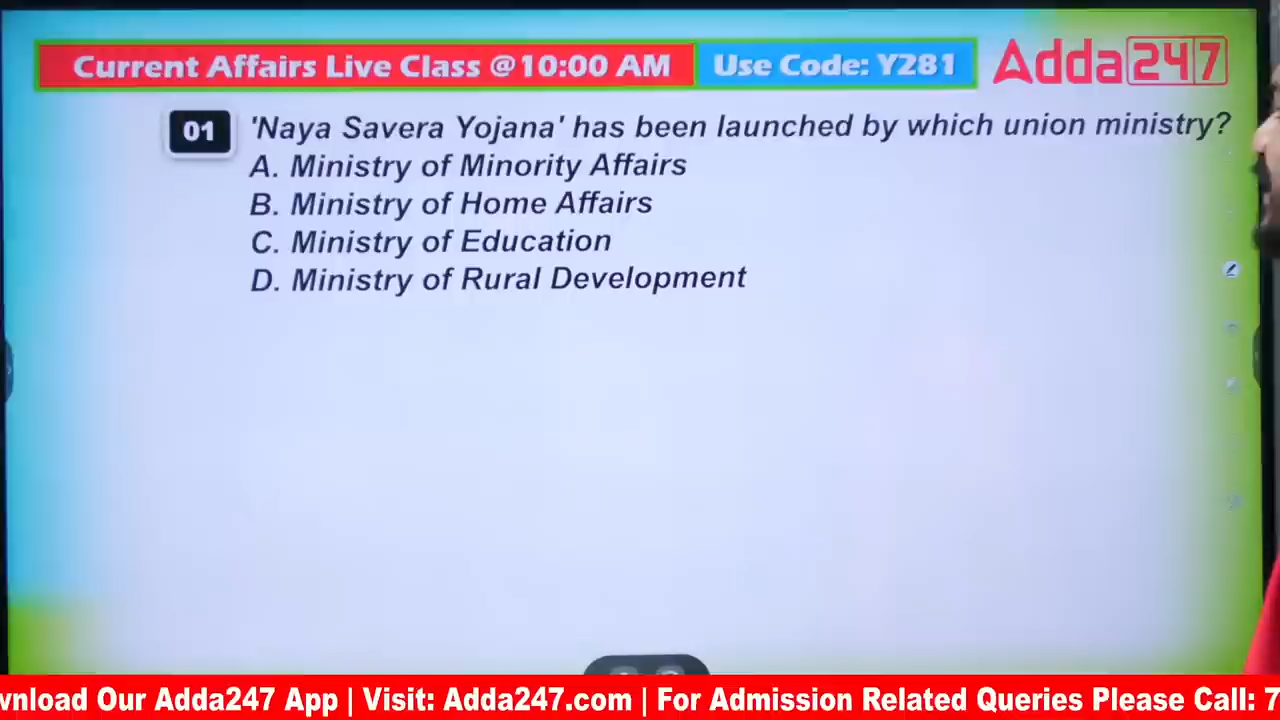 Current Affairs Live Class @10:00 AM
Use Code: Y281
Adda247
01
'Naya Savera Yojana' has been launched by which union ministry?
A. Ministry of Minority Affairs
B. Ministry of Home Affairs
C. Ministry of Education
D. Ministry of Rural Development
wnload Our Adda247 App | Visit: Adda247.com | For Admission Related Queries Please Call: 7